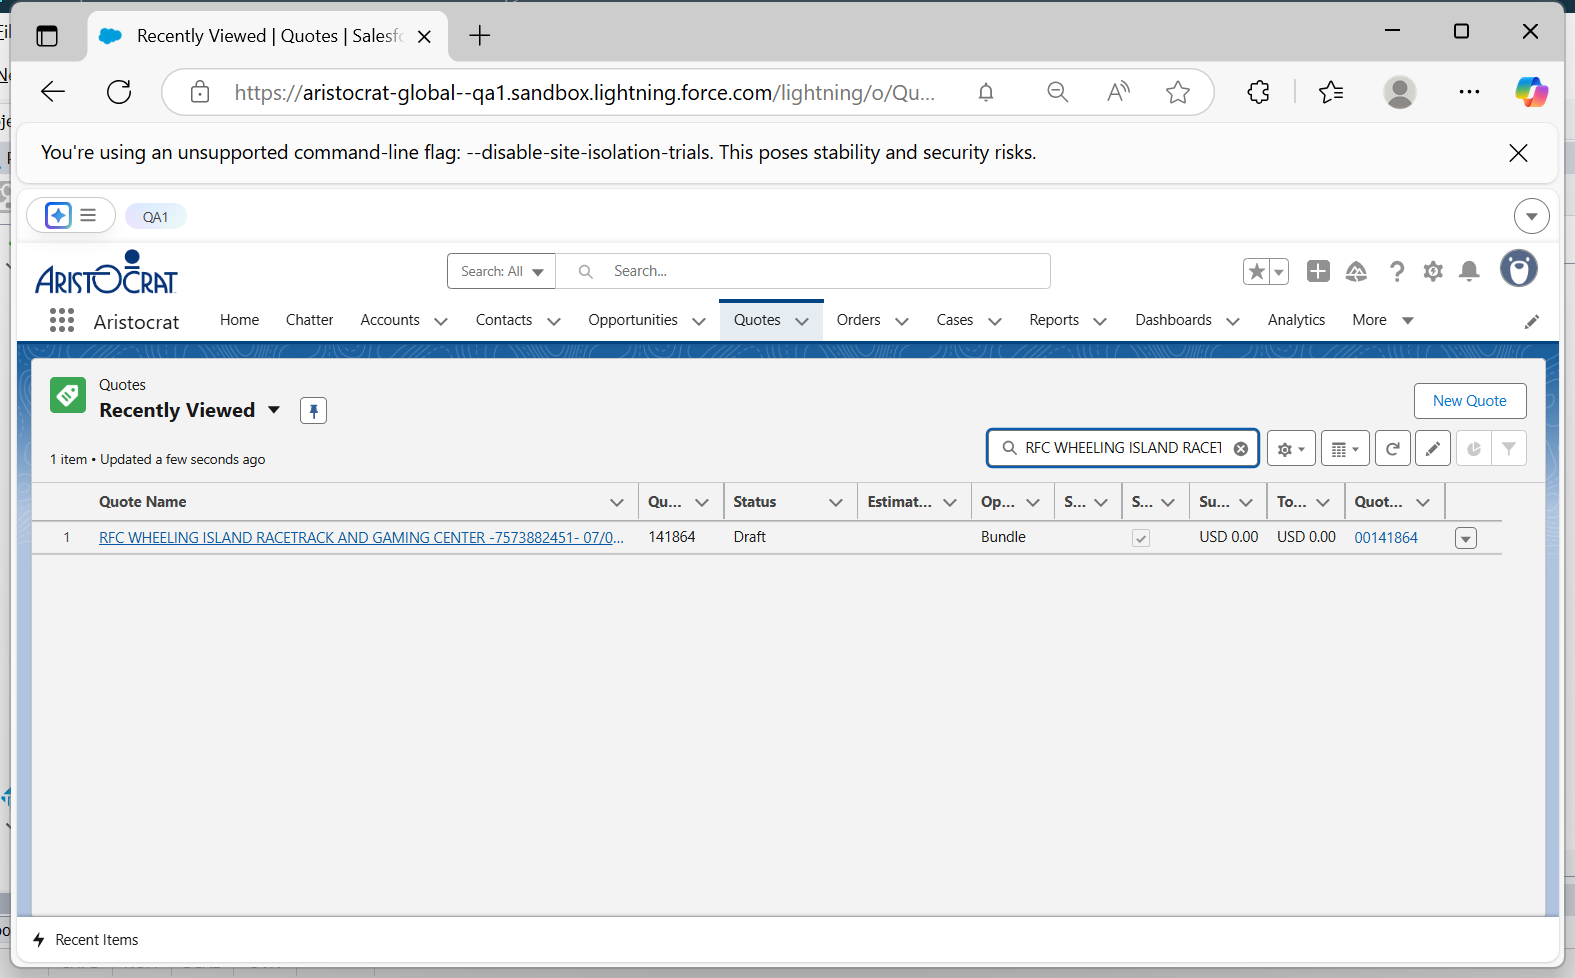 Recently Viewed | Quotes | Salesfo
https://aristocrat-global--qa1.sandbox.lightning.force.com/lightning/o/Qu...
You're using an unsupported command-line flag: --disable-site-isolation-trials. This poses stability and security risks.
QA1
ARISTOCRAT
Search: All
Search...
Aristocrat
Home
Chatter
Accounts
Contacts
Opportunities
Quotes
Orders
Cases
Reports
Dashboards
Analytics
More
Quotes
Recently Viewed
New Quote
1 item • Updated a few seconds ago
RFC WHEELING ISLAND RACET
Quote Name
Qu...
Status
Estimat...
Op...
S...
S...
Su...
To...
Quot...
1
RFC WHEELING ISLAND RACETRACK AND GAMING CENTER -7573882451- 07/0...
141864
Draft
Bundle
USD 0.00
USD 0.00
00141864
Recent Items